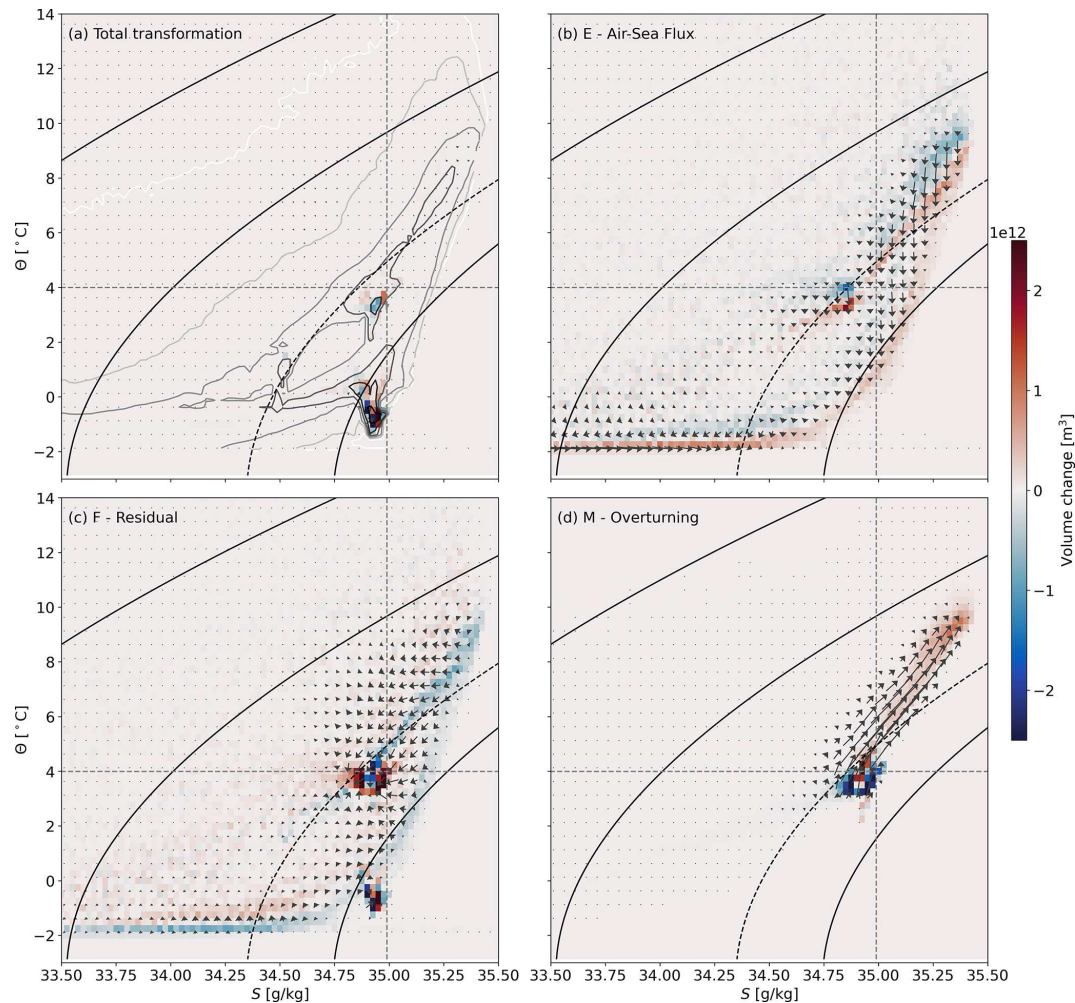 (a) Total transformation
(b) E - Air-Sea Flux
14
12
10
8
6
4
2
0
−2
Θ [°C]
1e12
2
1
0
−1
−2
Volume change [m³]
(c) F - Residual
(d) M - Overturning
14
12
10
8
6
4
2
0
−2
Θ [°C]
33.50 33.75 34.00 34.25 34.50 34.75 35.00 35.25 35.50
33.50 33.75 34.00 34.25 34.50 34.75 35.00 35.25 35.50
S [g/kg]
S [g/kg]